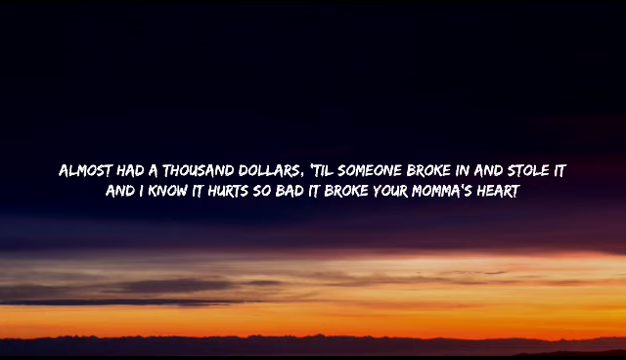 ALMOST HAD A THOUSAND DOLLARS, 'TIL SOMEONE BROKE IN AND STOLE IT
AND I KNOW IT HURTS SO BAD IT BROKE YOUR MOMMA'S HEART